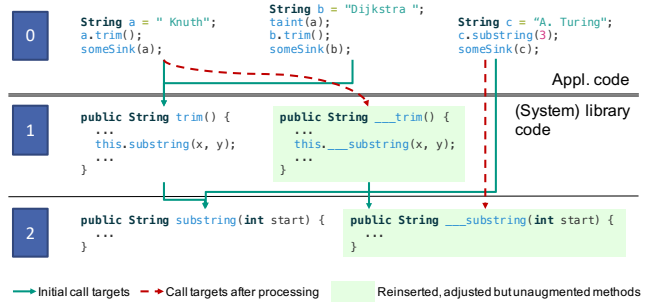 0
String a = " Knuth";
a.trim();
someSink(a);
String b = "Dijkstra ";
taint(a);
b.trim();
someSink(b);
String c = "A. Turing";
c.substring(3);
someSink(c);
Appl. code
(System) library
code
1
public String trim() {
...
this.substring(x, y);
...
}
public String ___trim() {
...
this.___substring(x, y);
...
}
2
public String substring(int start) {
...
}
public String ___substring(int start) {
...
}
Initial call targets
Call targets after processing
Reinserted, adjusted but unaugmented methods